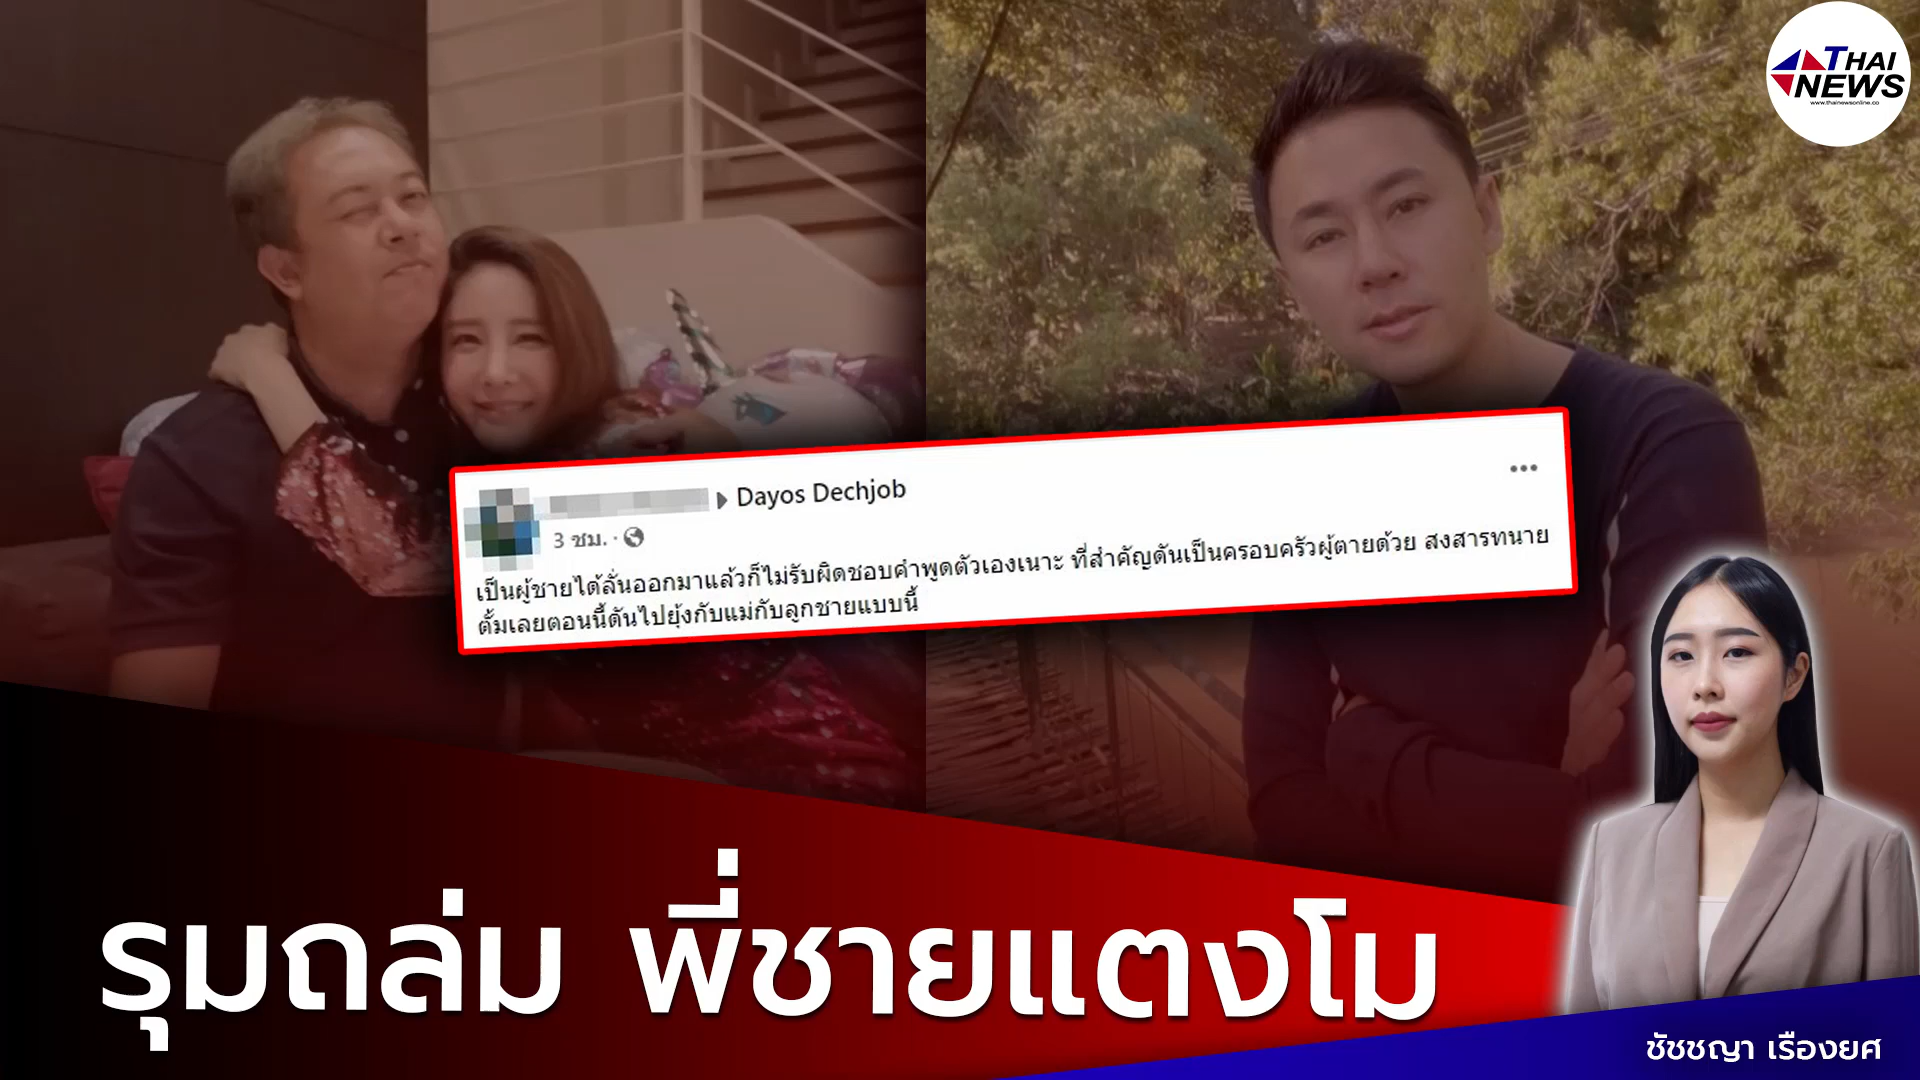 THAI
NEWS
www.thainewsonline.co
Dayos Dechjob
3 ชม.
เป็นผู้ชายได้ลั่นออกมาแล้วก็ไม่รับผิดชอบคำพูดตัวเองเนาะ ที่สำคัญดันเป็นครอบครัวผู้ตายด้วย สงสารทนาย
ตั้มเลยตอนนี้ดันไปยุ้งกับแม่กับลูกชายแบบนี้
รุมถล่ม พี่ชายแตงโม
ชัชชญา เรืองยศ